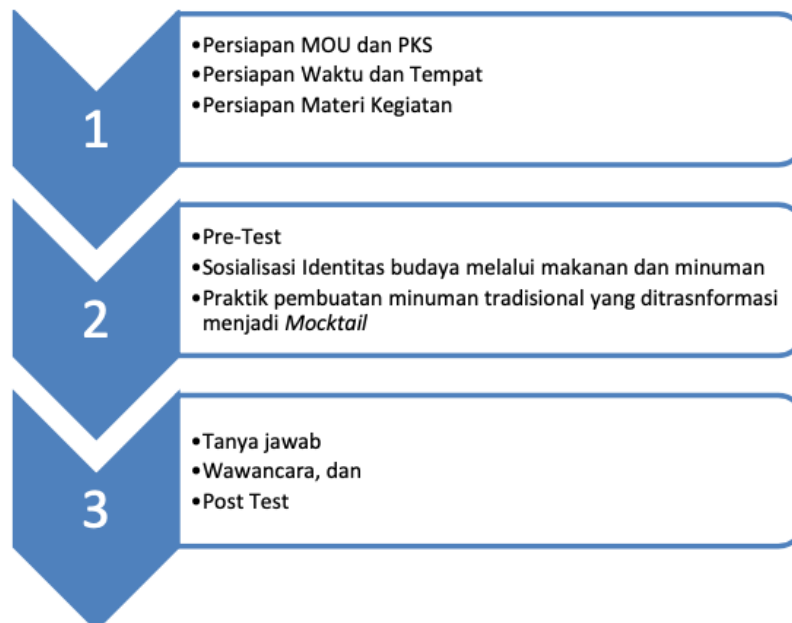 1
•Persiapan MOU dan PKS
•Persiapan Waktu dan Tempat
•Persiapan Materi Kegiatan
2
•Pre-Test
•Sosialisasi Identitas budaya melalui makanan dan minuman
•Praktik pembuatan minuman tradisional yang ditrasnformasi
menjadi Mocktail
3
•Tanya jawab
•Wawancara, dan
•Post Test